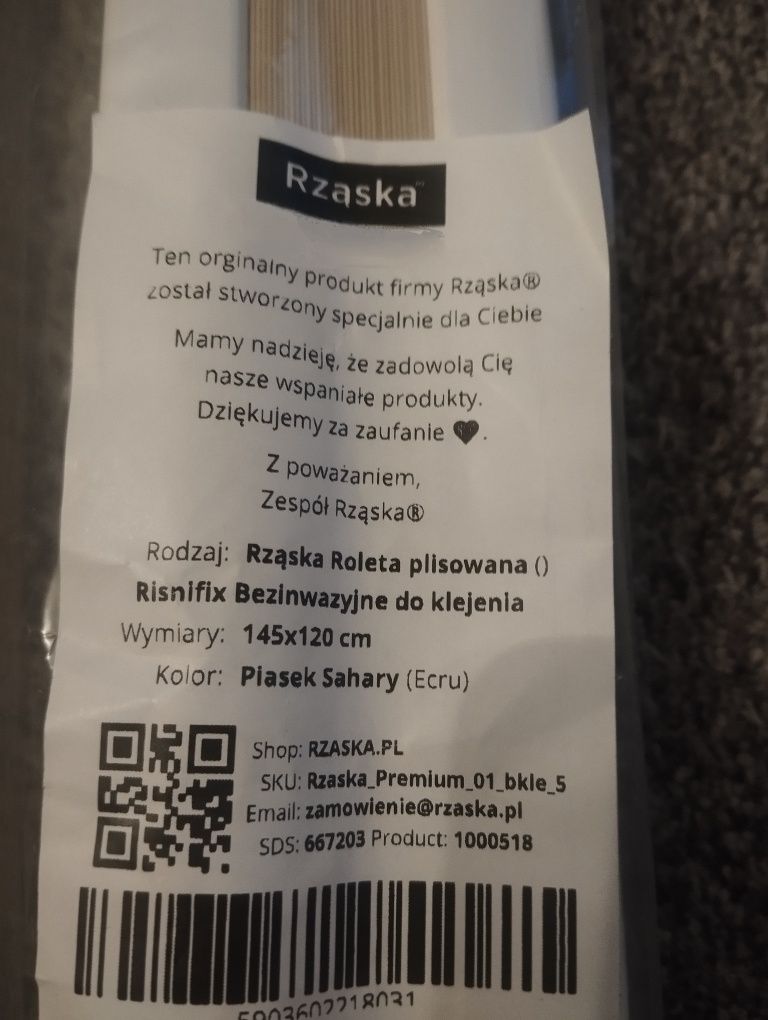 Rząska
Ten orginalny produkt firmy Rząska®
został stworzony specjalnie dla Ciebie
Mamy nadzieję, że zadowolą Cię
nasze wspaniałe produkty.
Dziękujemy za zaufanie ♥.
Z poważaniem,
Zespół Rząska®
Rodzaj: Rząska Roleta plisowana ()
Risnifix Bezinwazyjne do klejenia
Wymiary: 145x120 cm
Kolor: Piasek Sahary (Ecru)
Shop: RZASKA.PL
SKU: Rzaska_Premium_01_bkle_5
Email: zamowienie@rzaska.pl
SDS: 667203 Product: 1000518
5903602218031